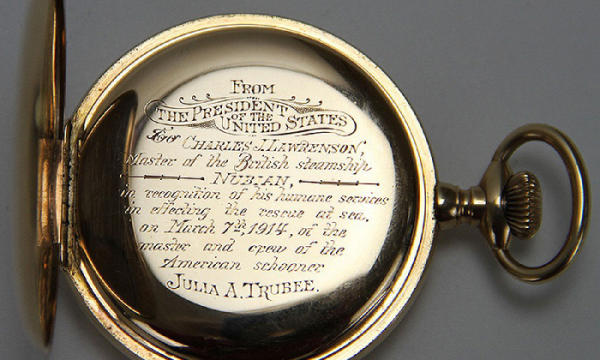 FROM
THE PRESIDENT
OF THE
UNITED STATES
to
CHARLES J. LAWRENSON,
Master of the British steamship
NUBIAN,
in recognition of his humane services
in effecting the rescue at sea,
on March 7th 1914, of the
master and crew of the
American schooner
JULIA A. TRUBEE.